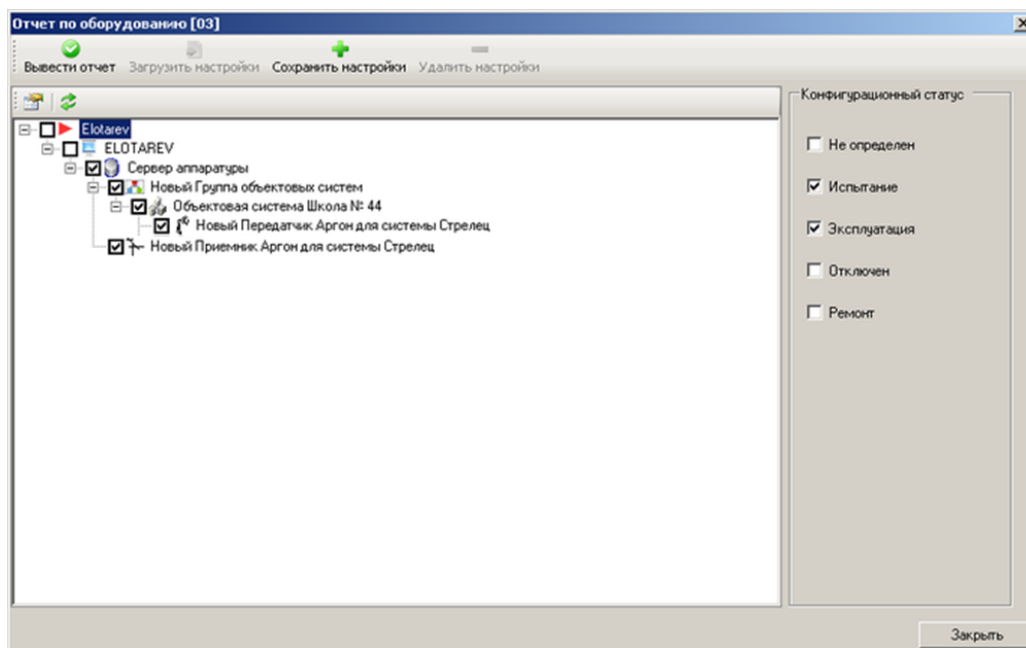 Отчет по оборудованию [03]
Вывести отчет Загрузить настройки Сохранить настройки Удалить настройки
Elotarev
ELOTAREV
Сервер аппаратуры
Новый Группа объектовых систем
Объектовая система Школа № 44
Новый Передатчик Аргон для системы Стрелец
Новый Приемник Аргон для системы Стрелец
Конфигурационный статус
Не определен
Испытание
Эксплуатация
Отключен
Ремонт
Закрыть